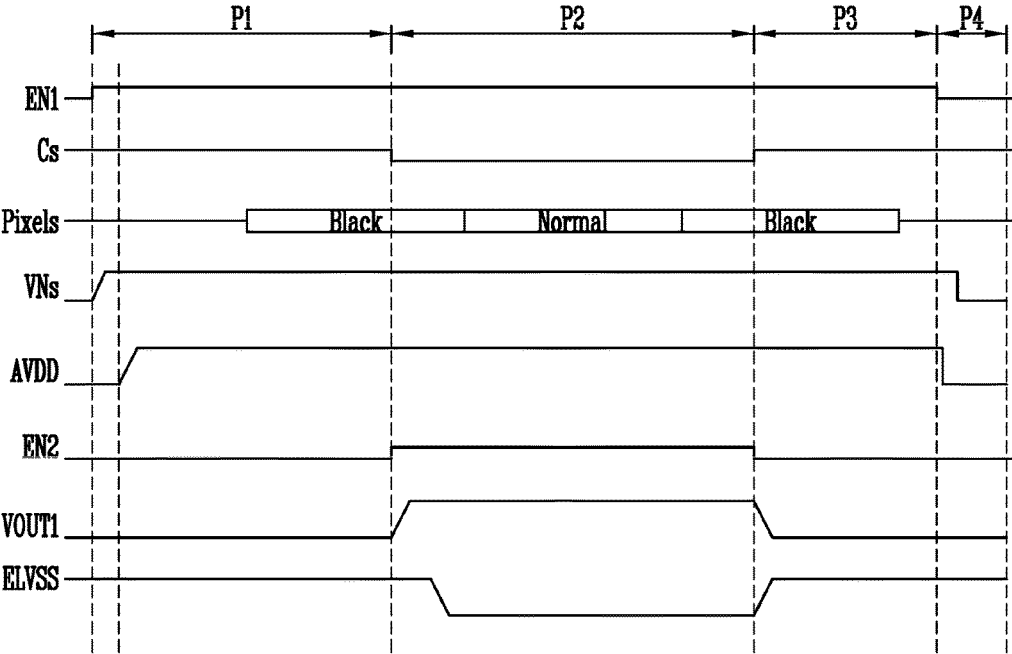 P1 P2 P3 P4
EN1
Cs
Pixels Black Normal Black
VNs
AVDD
EN2
VOUT1
ELVSS